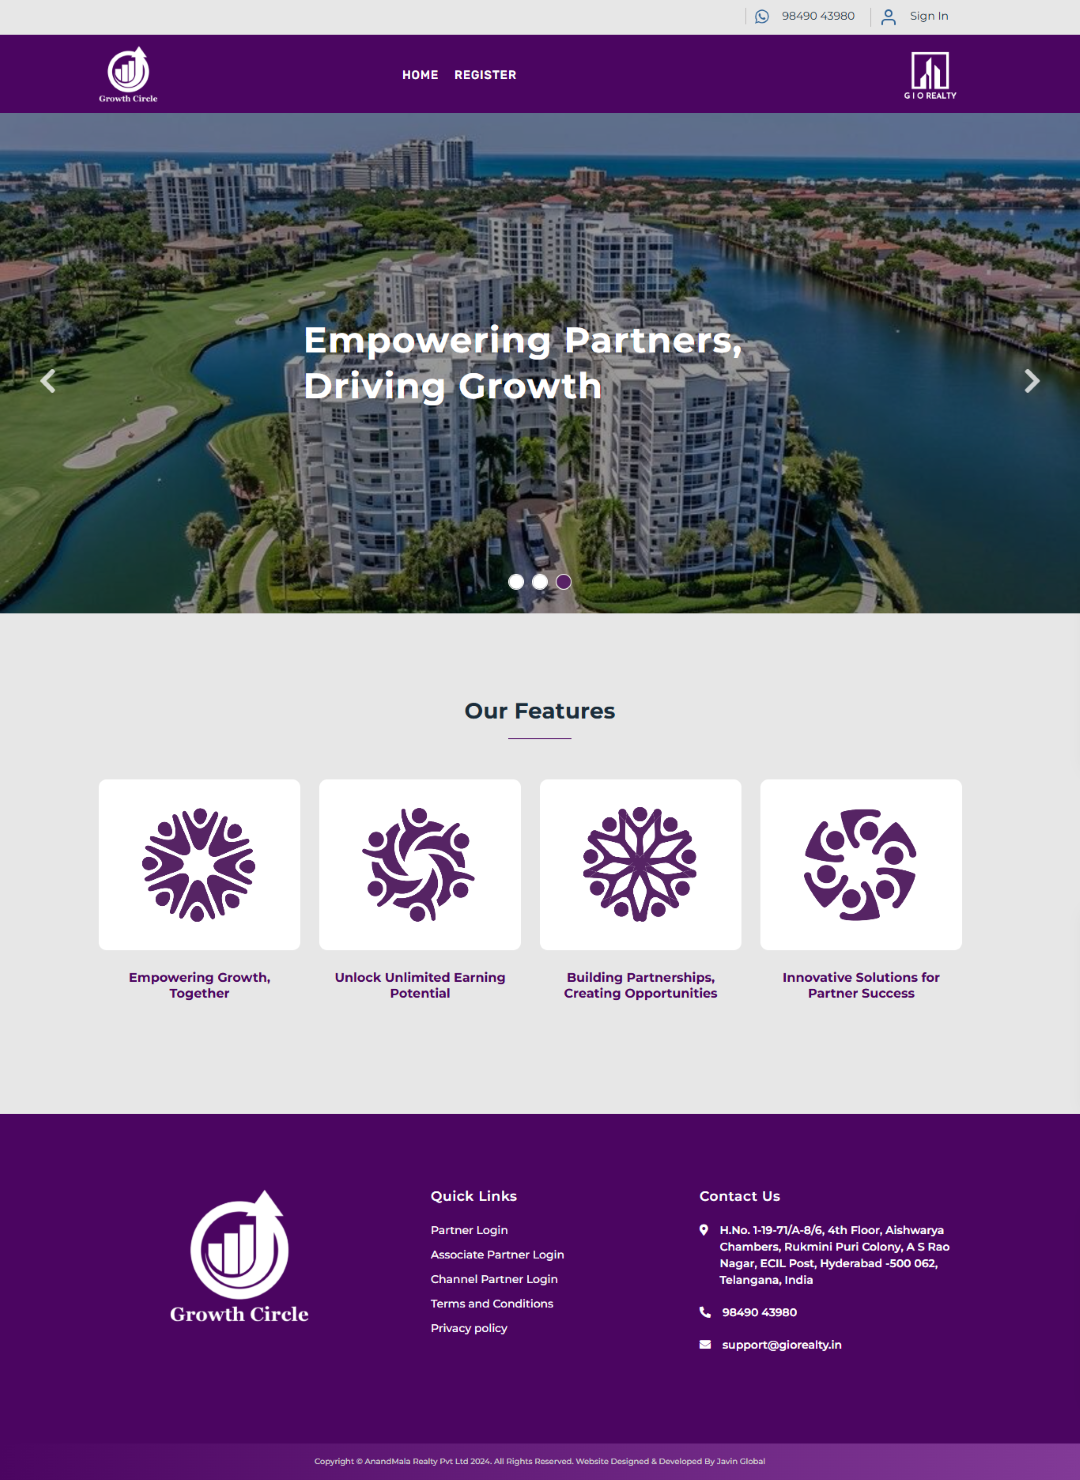 98490 43980
Sign In
Growth Circle
HOME
REGISTER
G I O REALTY
Empowering Partners,
Driving Growth
Our Features
Empowering Growth,
Together
Unlock Unlimited Earning
Potential
Building Partnerships,
Creating Opportunities
Innovative Solutions for
Partner Success
Growth Circle
Quick Links
Partner Login
Associate Partner Login
Channel Partner Login
Terms and Conditions
Privacy policy
Contact Us
H.No. 1-19-71/A-8/6, 4th Floor, Aishwarya
Chambers, Rukmini Puri Colony, A S Rao
Nagar, ECIL Post, Hyderabad -500 062,
Telangana, India
98490 43980
support@giorealty.in
Copyright © AnandMala Realty Pvt Ltd 2024. All Rights Reserved. Website Designed & Developed By Javin Global